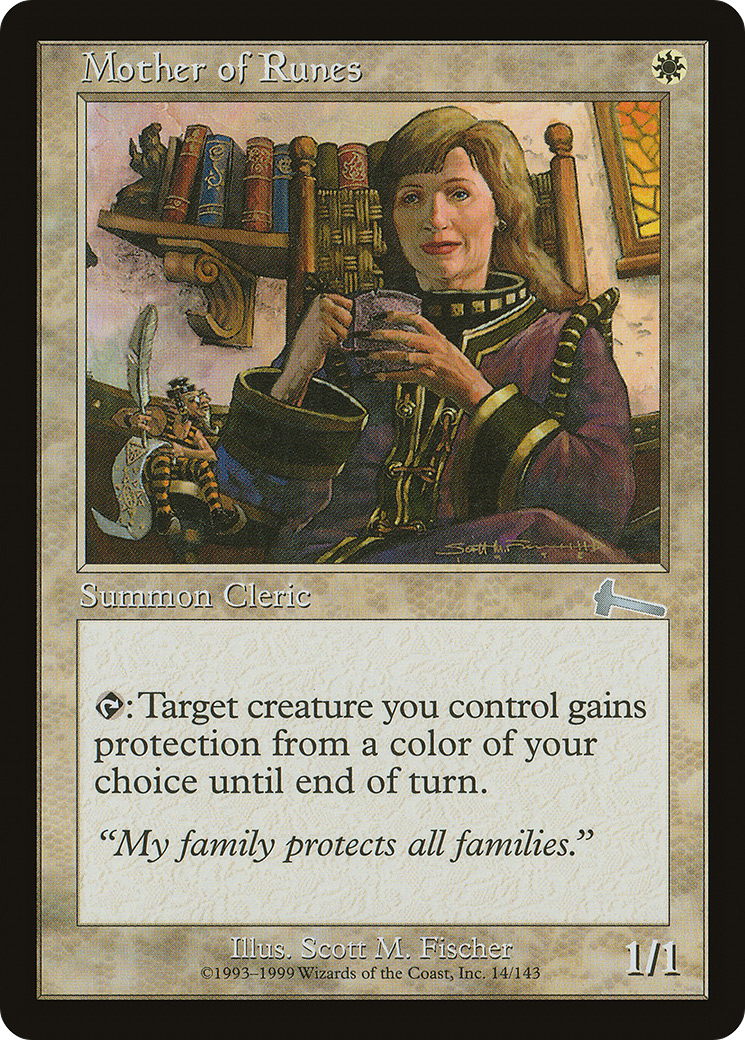 Mother of Runes
Summon Cleric
: Target creature you control gains
protection from a color of your
choice until end of turn.
“My family protects all families.”
Illus. Scott M. Fischer
©1993–1999 Wizards of the Coast, Inc. 14/143
1/1